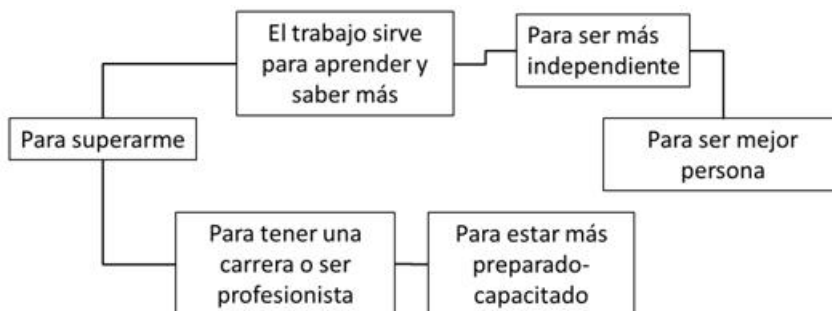 El trabajo sirve
para aprender y
saber más
Para ser más
independiente
Para superarme
Para ser mejor
persona
Para tener una
carrera o ser
profesionista
Para estar más
preparado-
capacitado